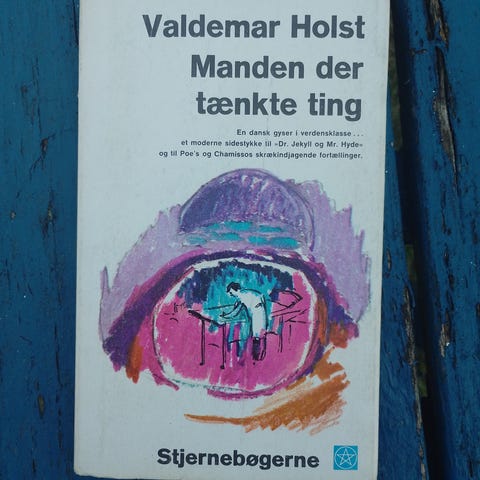 Valdemar Holst
Manden der
tænkte ting
En dansk gyser i verdensklasse...
et moderne sidestykke til »Dr. Jekyll og Mr. Hyde«
og til Poe's og Chamissos skrækindjagende fortællinger.
Stjernebøgerne